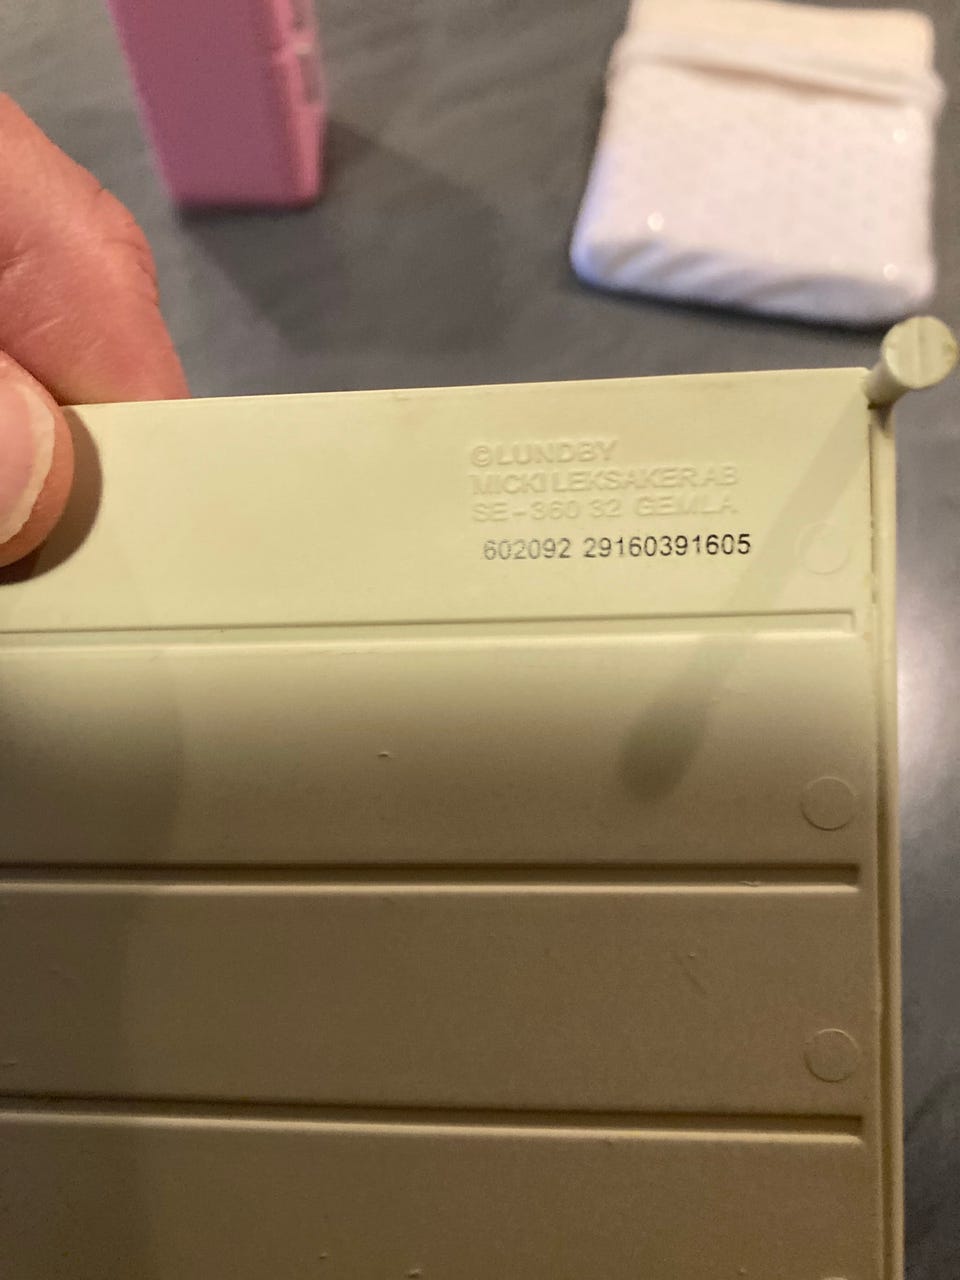 ©LUNDBY
MICKI LEKSAKER AB
SE-360 32 GEMLA
602092 29160391605